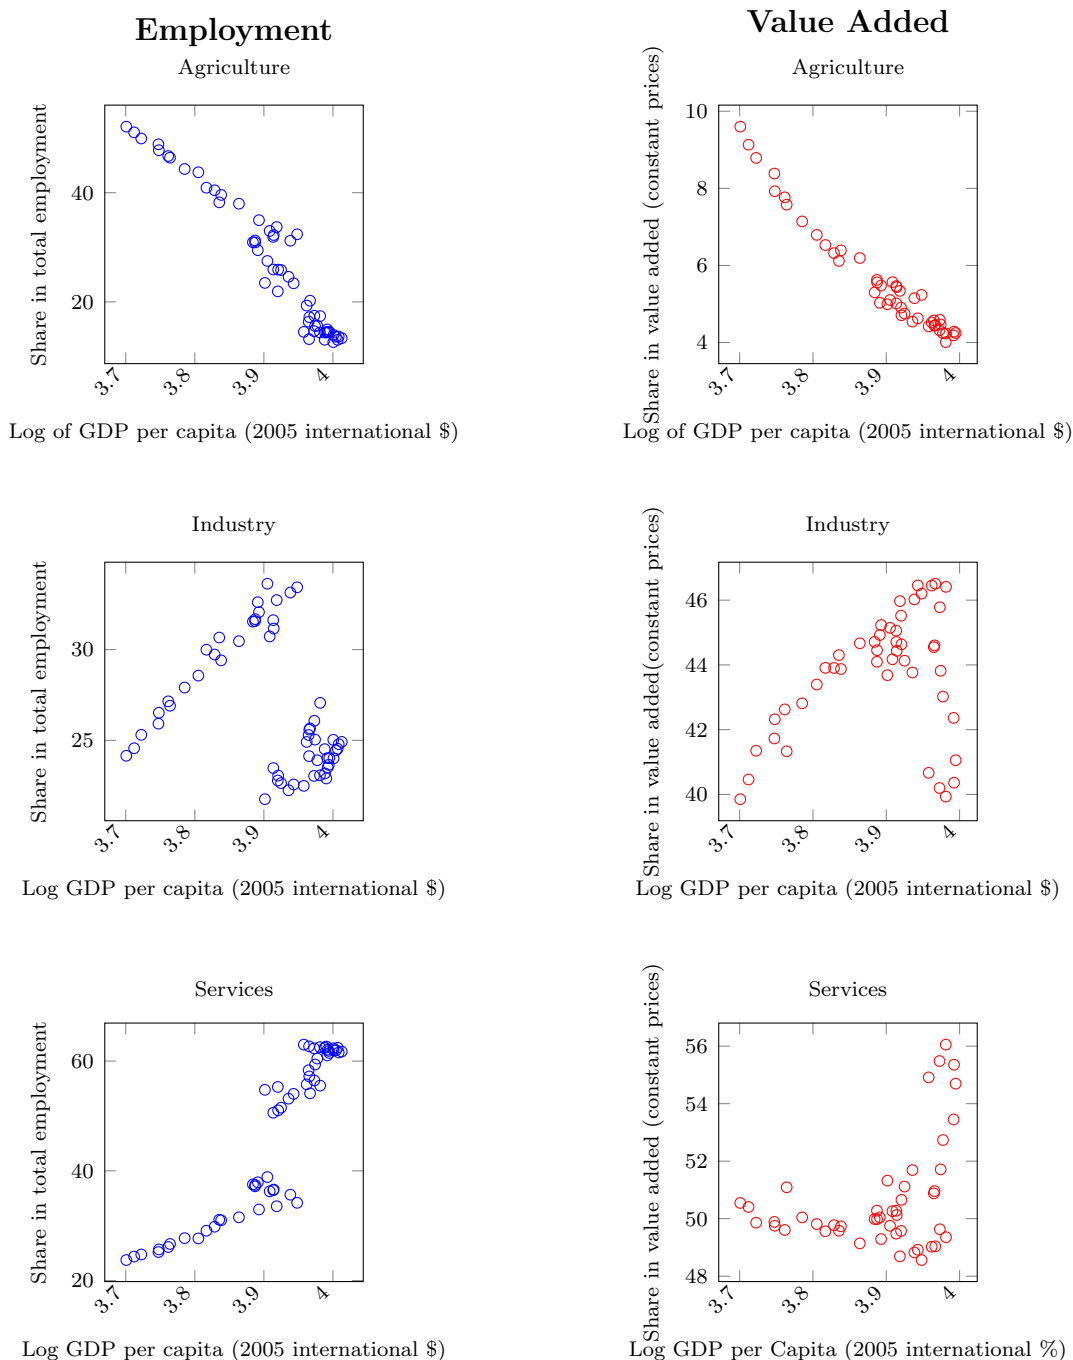 Employment
Value Added
Agriculture
Share in total employment
40
20
3.7
3.8
3.9
4
Log of GDP per capita (2005 international $)
Agriculture
Share in value added (constant prices)
10
8
6
4
3.7
3.8
3.9
4
Log of GDP per capita (2005 international $)
Industry
Share in total employment
30
25
3.7
3.8
3.9
4
Log GDP per capita (2005 international $)
Industry
Share in value added(constant prices)
46
44
42
40
3.7
3.8
3.9
4
Log GDP per capita (2005 international $)
Services
Share in total employment
60
40
20
3.7
3.8
3.9
4
Log GDP per capita (2005 international $)
Services
Share in value added (constant prices)
56
54
52
50
48
3.7
3.8
3.9
4
Log GDP per Capita (2005 international %)